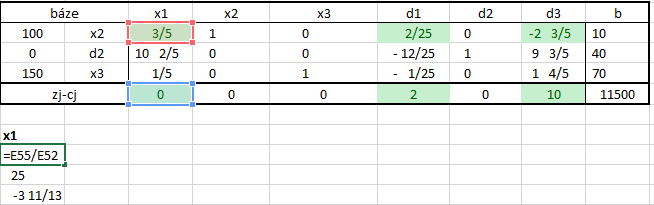 báze x1 x2 x3 d1 d2 d3 b
100 x2 3/5 1 0 2/25 0 -2 3/5 10
0 d2 10 2/5 0 0 - 12/25 1 9 3/5 40
150 x3 1/5 0 1 - 1/25 0 1 4/5 70
zj-cj 0 0 0 2 0 10 11500
x1
=E55/E52
25
-3 11/13